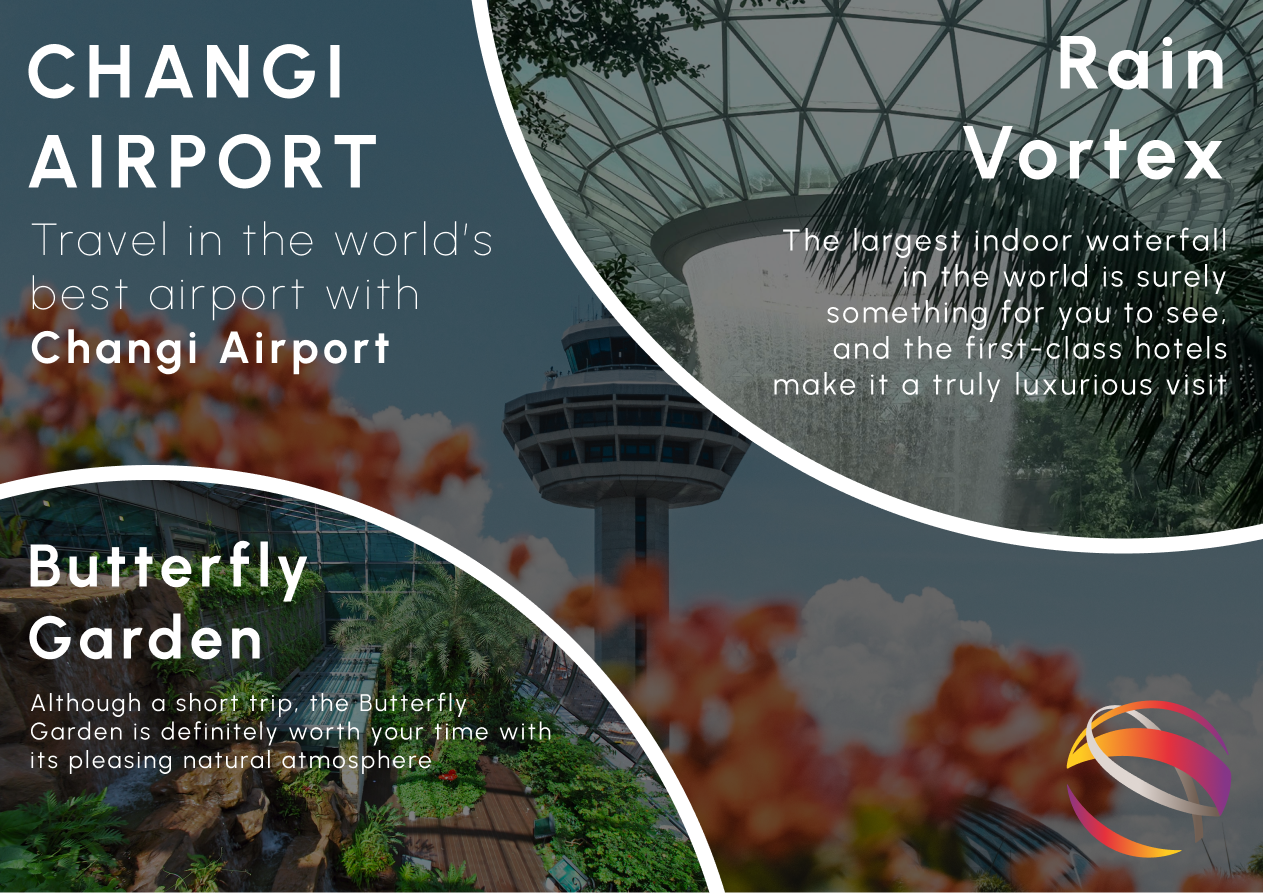 CHANGI
AIRPORT
Travel in the world's
best airport with
Changi Airport
Rain
Vortex
The largest indoor waterfall
in the world is surely
something for you to see,
and the first-class hotels
make it a truly luxurious visit
Butterfly
Garden
Although a short trip, the Butterfly
Garden is definitely worth your time with
its pleasing natural atmosphere